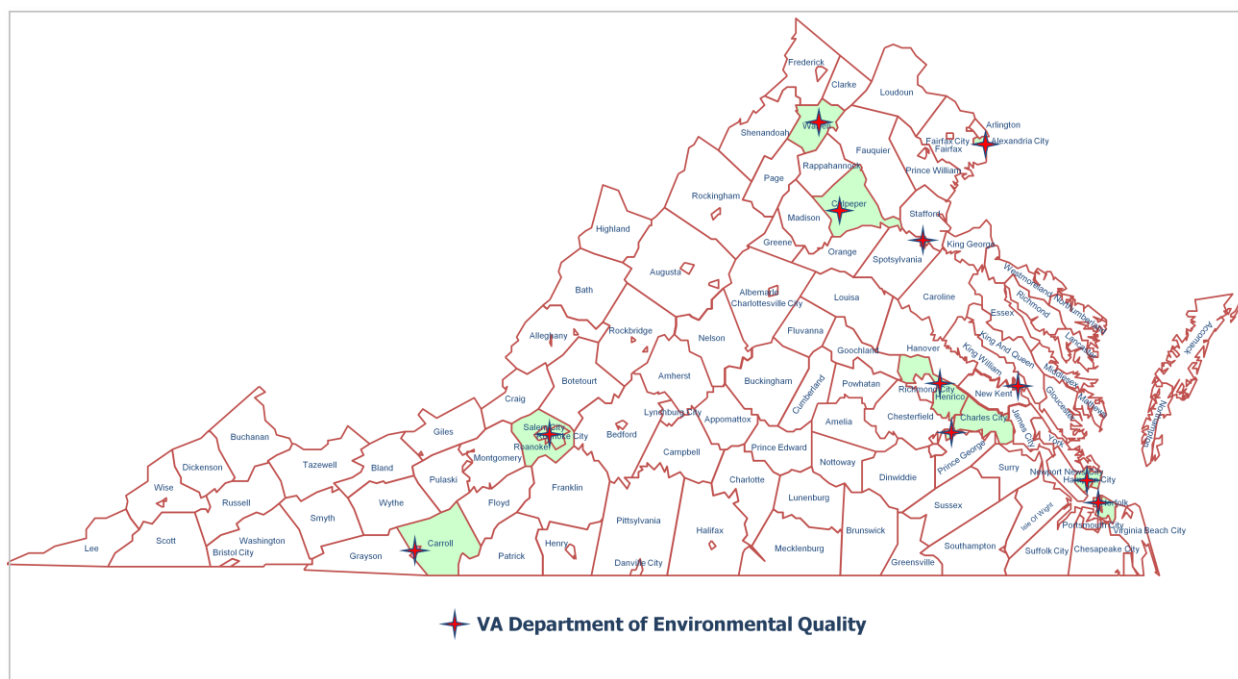 Frederick
Clarke
Loudoun
Warren
Shenandoah
Arlington
Fairfax City
Alexandria City
Fairfax
Fauquier
Rappahannock
Prince William
Page
Rockingham
Culpeper
Stafford
Madison
Highland
Greene
Orange
King George
Spotsylvania
Augusta
Westmoreland
Northumberland
Bath
Albemarle
Charlottesville City
Louisa
Caroline
Richmond
Essex
Accomack
Alleghany
Rockbridge
Nelson
Fluvanna
Goochland
Hanover
King And Queen
King William
Lancaster
Botetourt
Amherst
Buckingham
Cumberland
Powhatan
Richmond City
Henrico
New Kent
Middlesex
Mathews
Gloucester
Craig
Lynchburg City
Appomattox
Amelia
Chesterfield
Charles City
James City
York
Northampton
Giles
Salem City
Roanoke City
Roanoke
Bedford
Buchanan
Montgomery
Campbell
Prince Edward
Nottoway
Prince George
Dickenson
Tazewell
Bland
Pulaski
Charlotte
Dinwiddie
Surry
Newport News City
Hampton City
Wise
Russell
Wythe
Floyd
Franklin
Lunenburg
Sussex
Isle Of Wight
Norfolk
Smyth
Pittsylvania
Halifax
Brunswick
Portsmouth City
Virginia Beach City
Lee
Scott
Washington
Bristol City
Grayson
Carroll
Patrick
Henry
Danville City
Mecklenburg
Greensville
Southampton
Suffolk City
Chesapeake City
VA Department of Environmental Quality